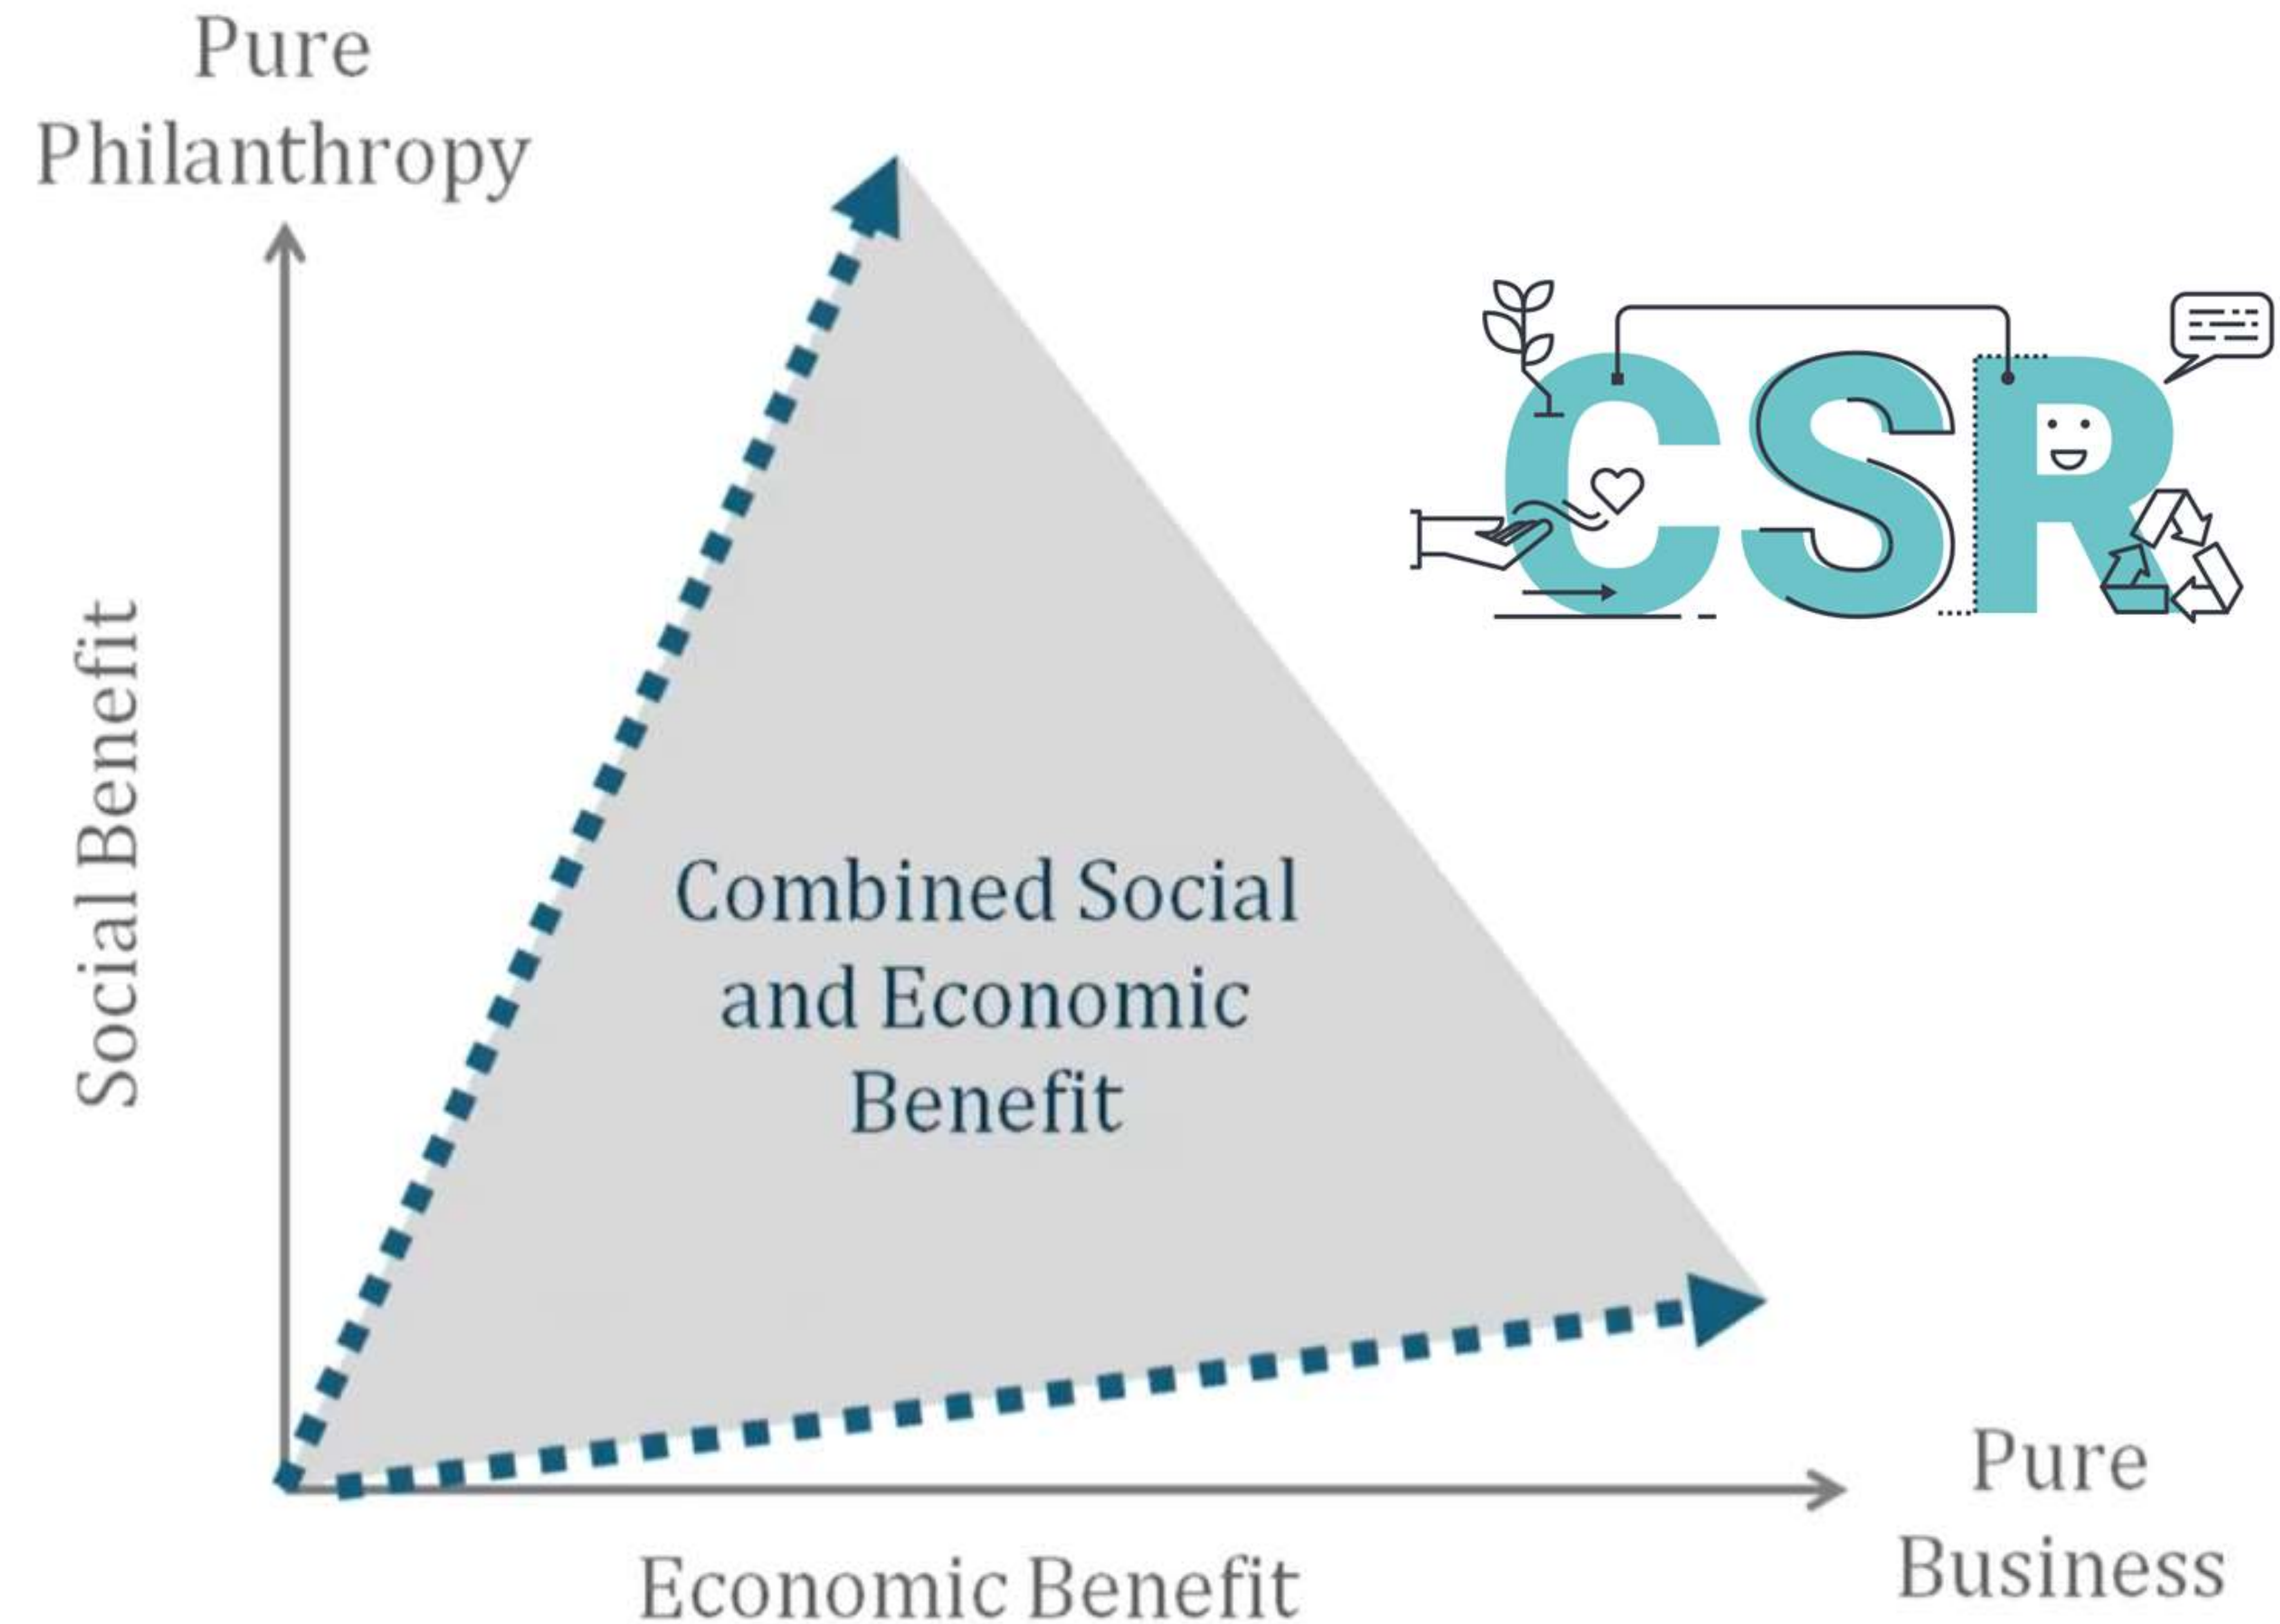 Pure
Philanthropy
Social Benefit
CSR
Combined Social
and Economic
Benefit
Pure
Business
Economic Benefit